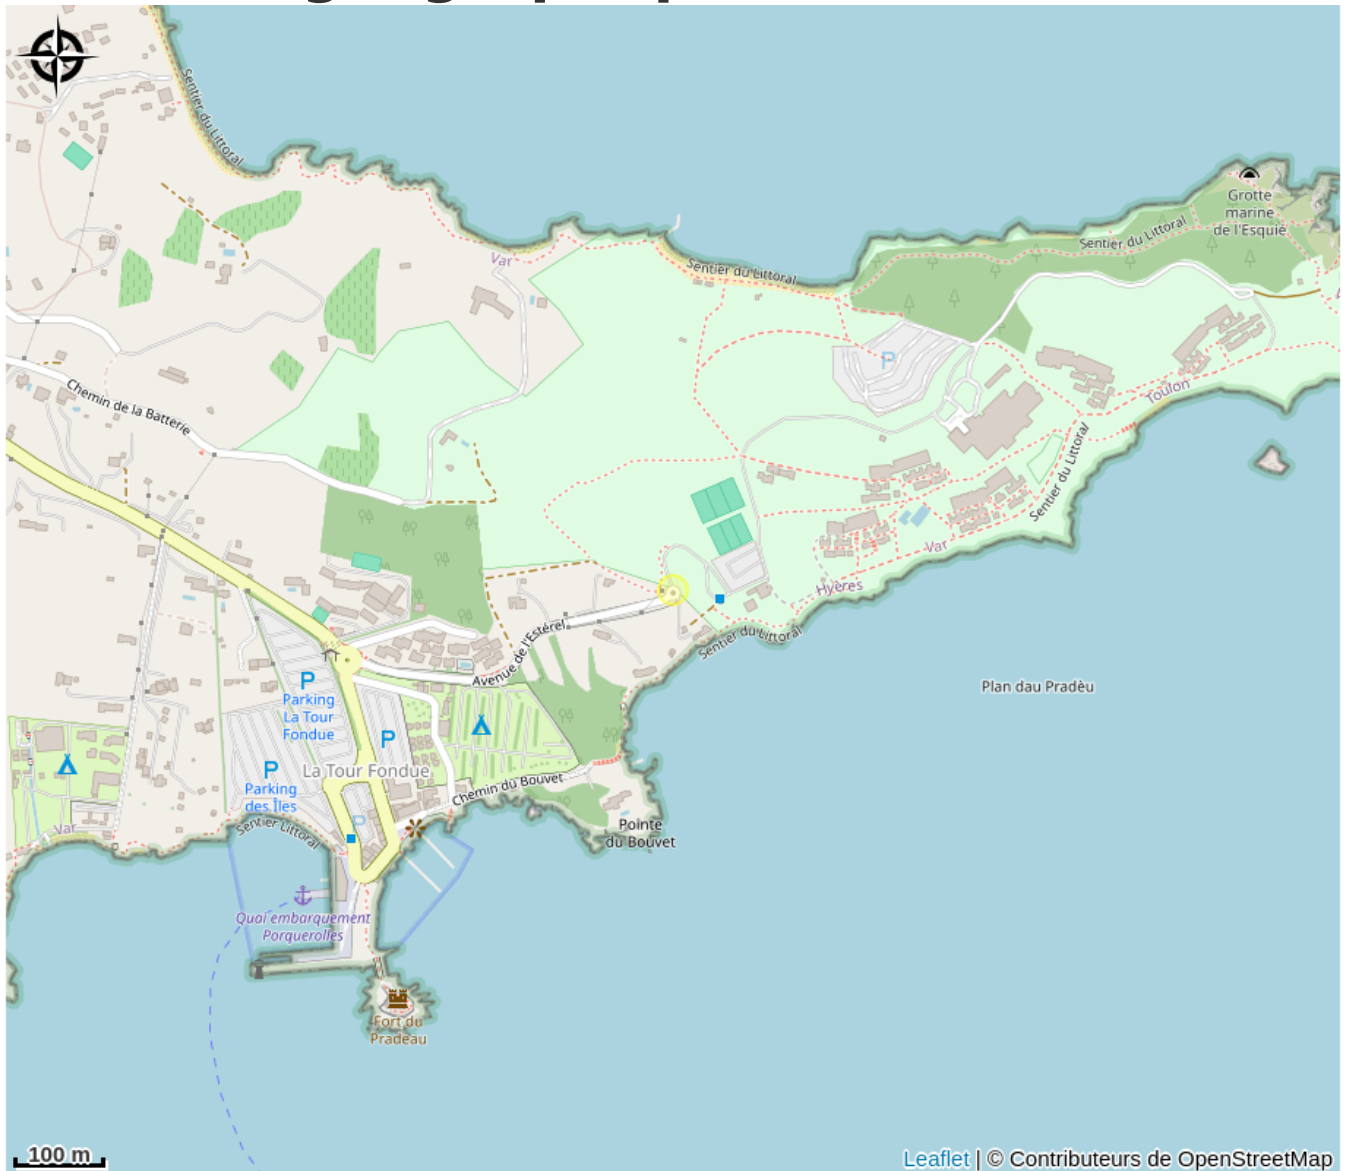 Sentier du Littoral
Grotte
marine
de l'Esquie
Sentier du Littoral
Var
Sentier du Littoral
P
Chemin de la Batterie
Toulon
Sentier du Littoral
Var
Hyères
Avenue de l'Estérel
Sentier du Littoral
P
Parking
La Tour
Fondue
Plan dau Pradèu
P
La Tour Fondue
P
Parking
des Îles
Chemin du Bouvet
P
Var
Sentier Littoral
Pointe
du Bouvet
Quai embarquement
Porquerolles
Fort du
Pradeau
100 m
Leaflet | © Contributeurs de OpenStreetMap